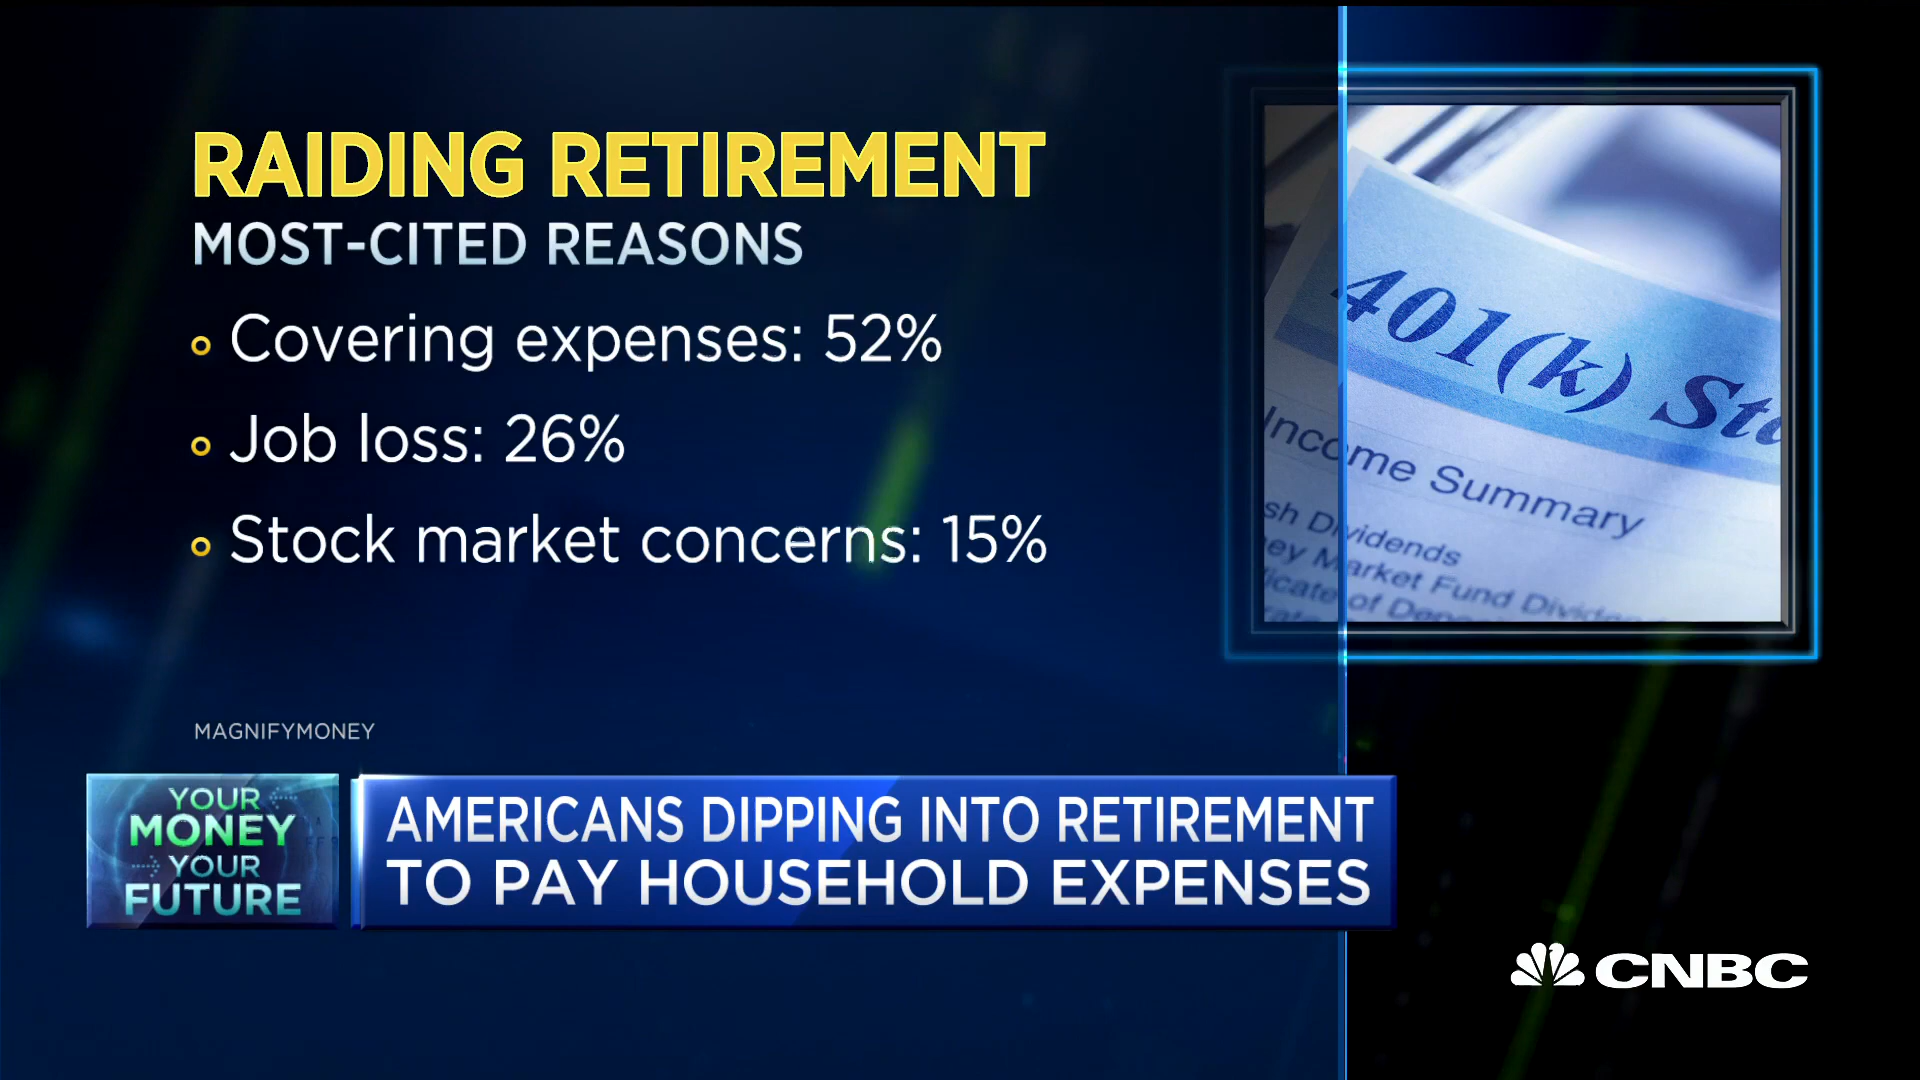 RAIDING RETIREMENT
MOST-CITED REASONS
Covering expenses: 52%
Job loss: 26%
Stock market concerns: 15%
MAGNIFYMONEY
401(k)
Income Summary
Dividends
Market Fund
of
YOUR
MONEY
YOUR
FUTURE
AMERICANS DIPPING INTO RETIREMENT
TO PAY HOUSEHOLD EXPENSES
CNBC